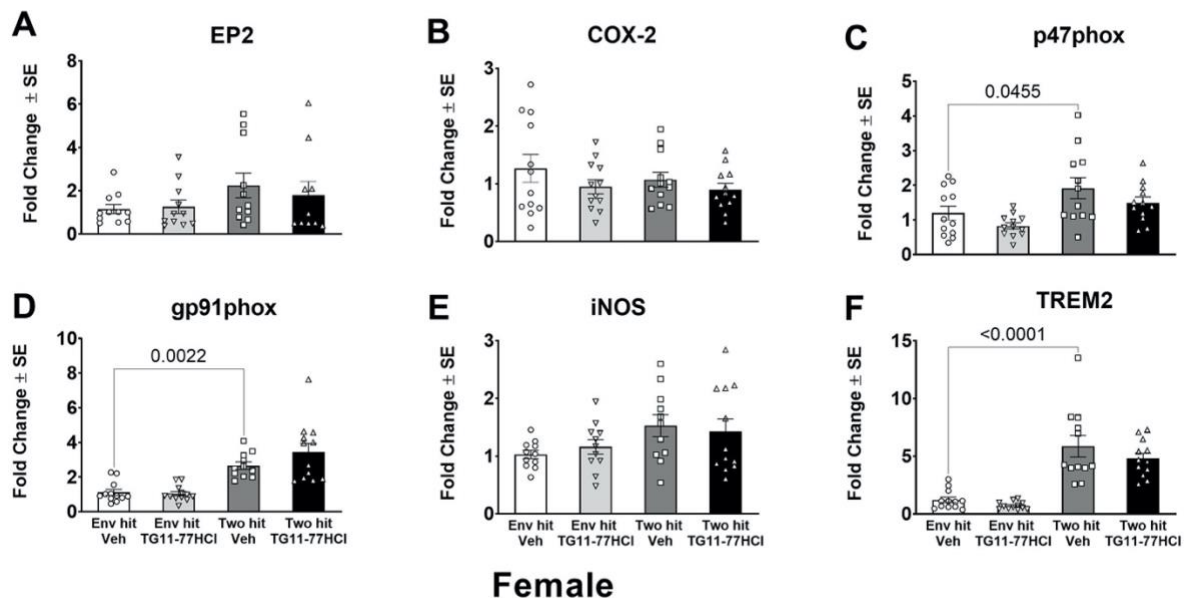 A
EP2
Fold Change ± SE
8
6
4
2
0
B
COX-2
Fold Change ± SE
3
2
1
0
C
p47phox
Fold Change ± SE
5
4
3
2
1
0
0.0455
D
gp91phox
Fold Change ± SE
10
8
6
4
2
0
0.0022
Env hit Env hit Two hit Two hit
Veh TG11-77HCl Veh TG11-77HCl
E
iNOS
Fold Change ± SE
3
2
1
0
Env hit Env hit Two hit Two hit
Veh TG11-77HCl Veh TG11-77HCl
F
TREM2
Fold Change ± SE
15
10
5
0
<0.0001
Env hit Env hit Two hit Two hit
Veh TG11-77HCl Veh TG11-77HCl
Female